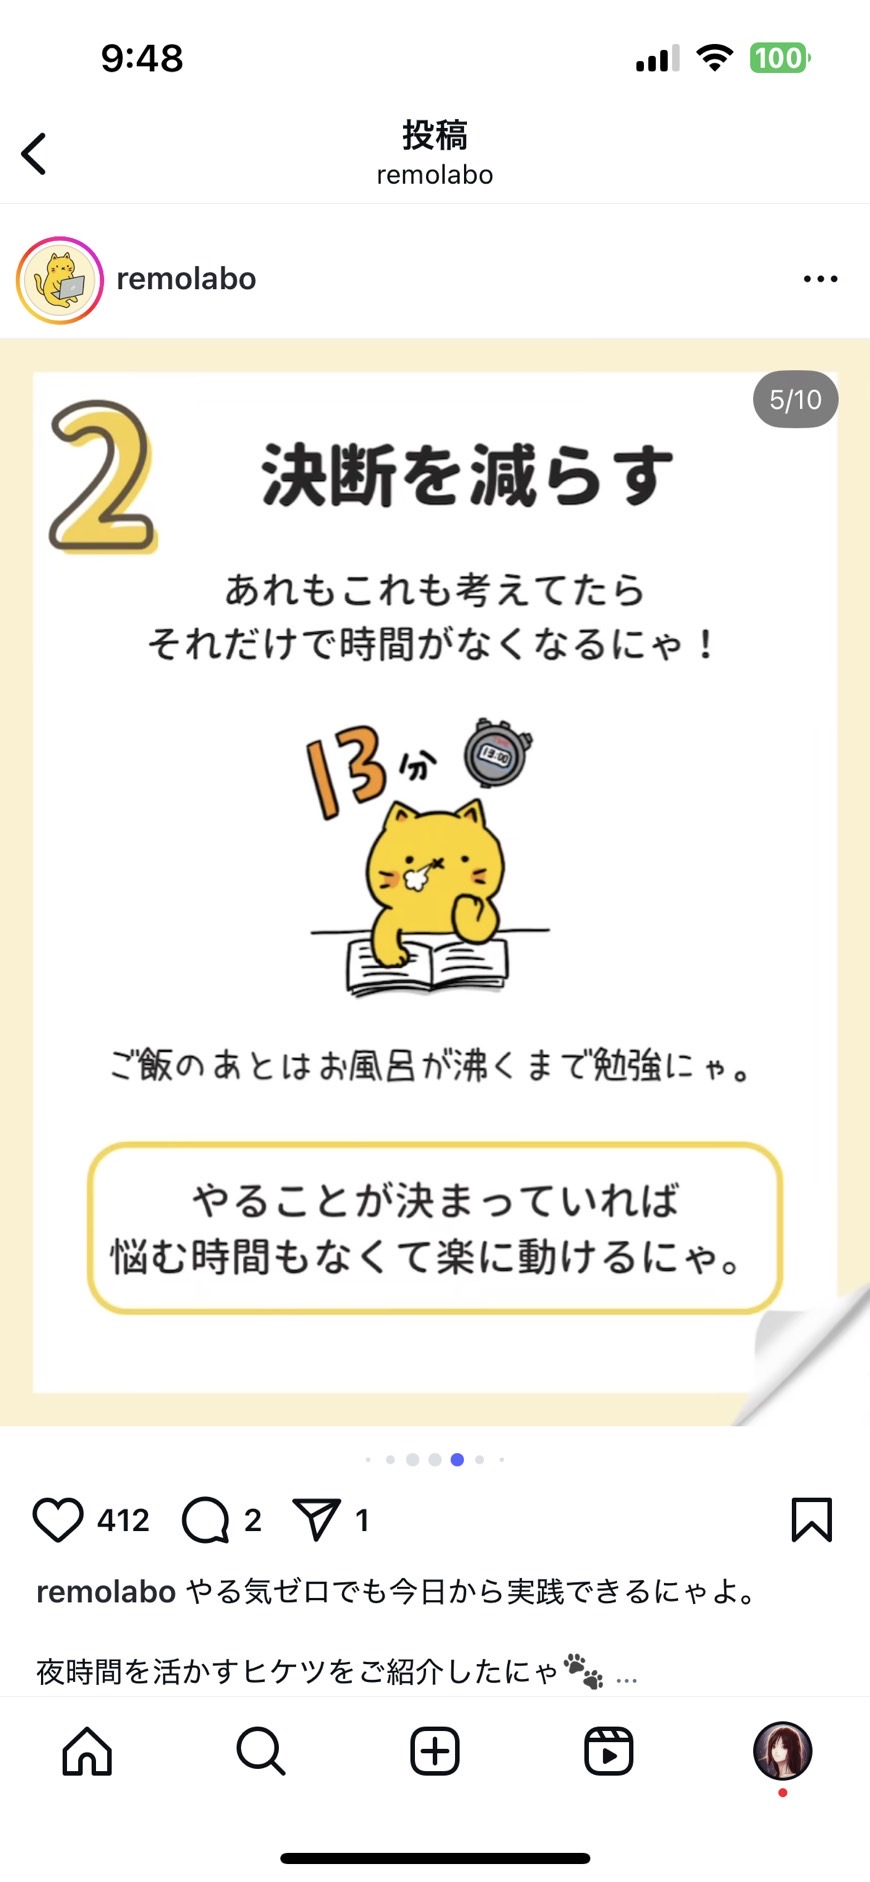 9:48
100
投稿
remolabo
remolabo
5/10
2
決断を減らす
あれもこれも考えてたら
それだけで時間がなくなるにゃ！
13分
13:00
ご飯のあとはお風呂が沸くまで勉強にゃ。
やることが決まっていれば
悩む時間もなくて楽に動けるにゃ。
412
2
1
remolabo やる気ゼロでも今日から実践できるにゃよ。
夜時間を活かすヒケツをご紹介したにゃ🐾 ...